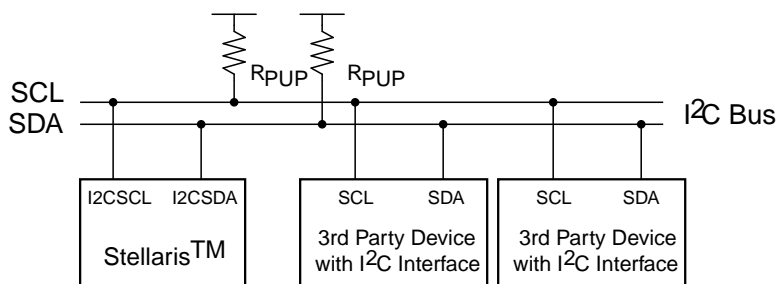 RPUP RPUP
SCL
SDA
I²C Bus
I2CSCL I2CSDA SCL SDA SCL SDA
Stellaris™
3rd Party Device
with I²C Interface
3rd Party Device
with I²C Interface